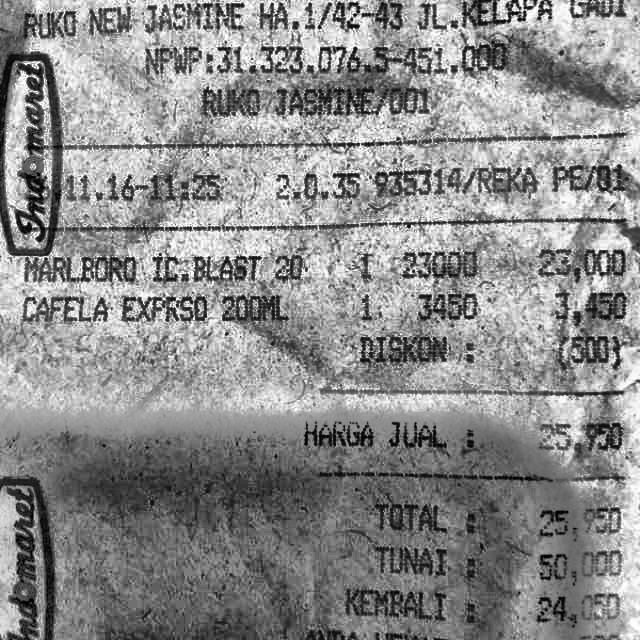 RUKO NEW JASMINE HA.1/42-43 JL.KELAPA GADI
NPWP:31.323.076.5-451.000
RUKO JASMINE/001
Indomaret
.11.16-11:25 2.0.35 935314/REKA PE/01
MARLBORO IC.BLAST 20 1 23000 23,000
CAFELA EXPRSO 200ML 1 3450 3,450
DISKON : (500)
HARGA JUAL : 25,950
TOTAL : 25,950
TUNAI : 50,000
KEMBALI : 24,050
Indomaret